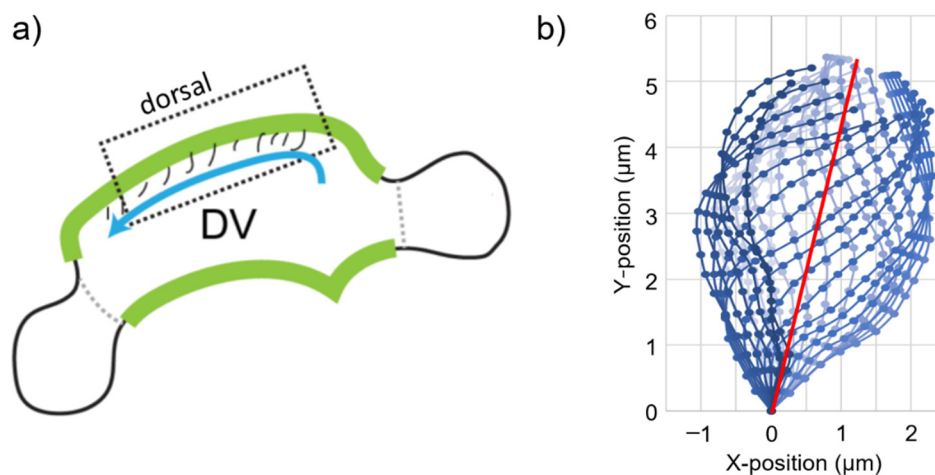 a)
dorsal
DV
b)
6
5
4
3
2
1
0
Y-position (µm)
–1 0 1 2
X-position (µm)